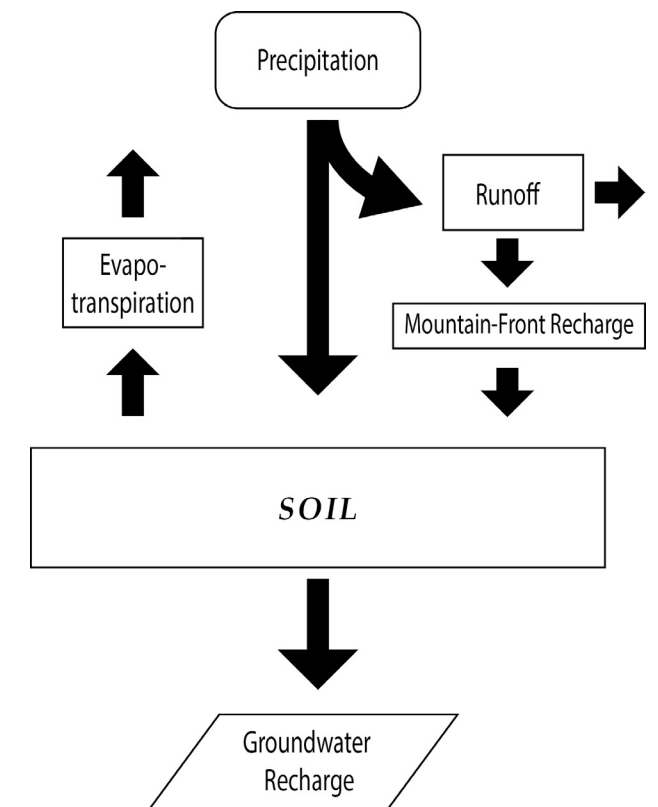 Precipitation
Runoff
Evapo-
transpiration
Mountain-Front Recharge
SOIL
Groundwater
Recharge